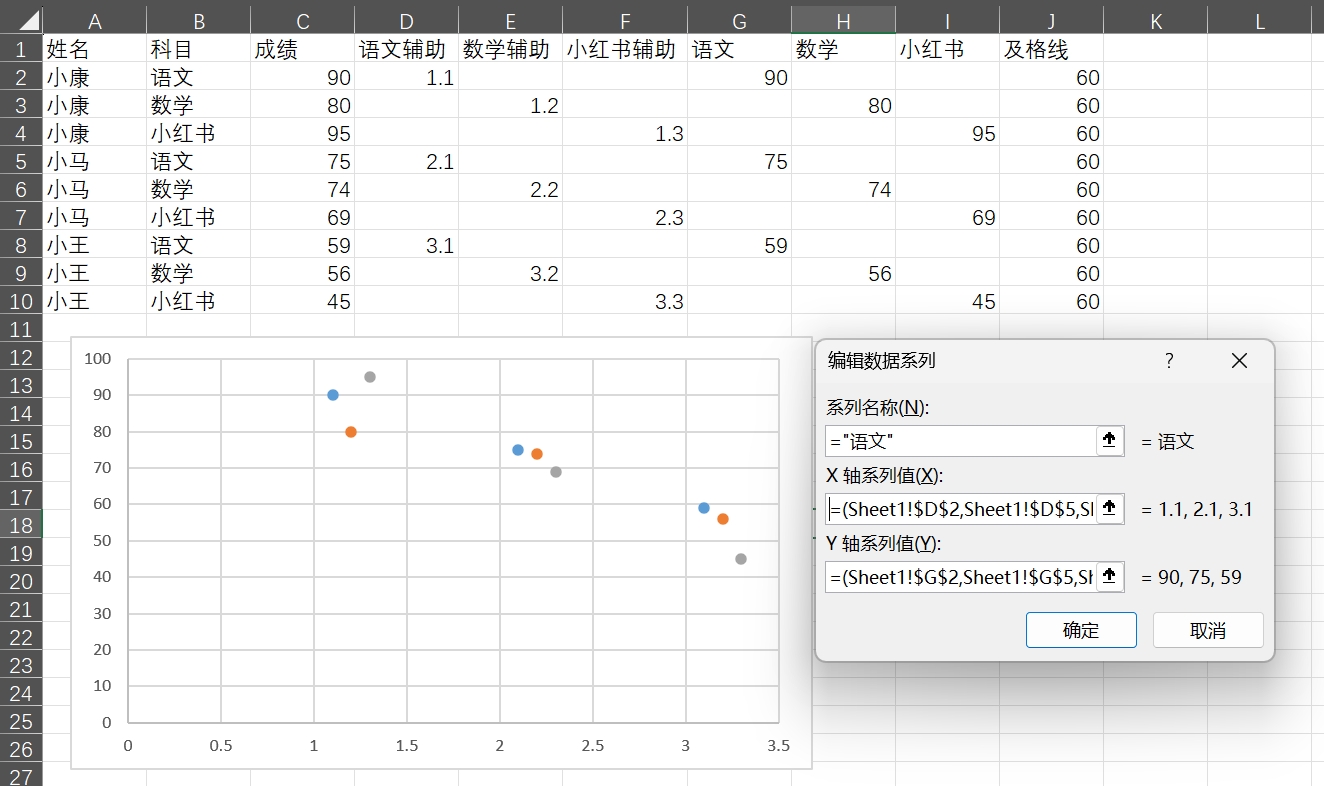 A B C D E F G H I J K L
1 姓名 科目 成绩 语文辅助 数学辅助 小红书辅助 语文 数学 小红书 及格线
2 小康 语文 90 1.1 90 60
3 小康 数学 80 1.2 80 60
4 小康 小红书 95 1.3 95 60
5 小马 语文 75 2.1 75 60
6 小马 数学 74 2.2 74 60
7 小马 小红书 69 2.3 69 60
8 小王 语文 59 3.1 59 60
9 小王 数学 56 3.2 56 60
10 小王 小红书 45 3.3 45 60
11
12
13
14
15
16
17
18
19
20
21
22
23
24
25
26
27
100
90
80
70
60
50
40
30
20
10
0
0 0.5 1 1.5 2 2.5 3 3.5
编辑数据系列 ?
系列名称(N):
="语文" = 语文
X 轴系列值(X):
=(Sheet1!$D$2,Sheet1!$D$5,Sl = 1.1, 2.1, 3.1
Y 轴系列值(Y):
=(Sheet1!$G$2,Sheet1!$G$5,Sl = 90, 75, 59
确定 取消